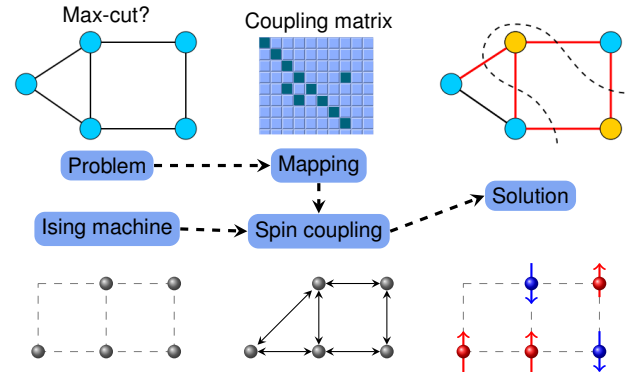 Max-cut?
Coupling matrix
Problem
Mapping
Solution
Ising machine
Spin coupling